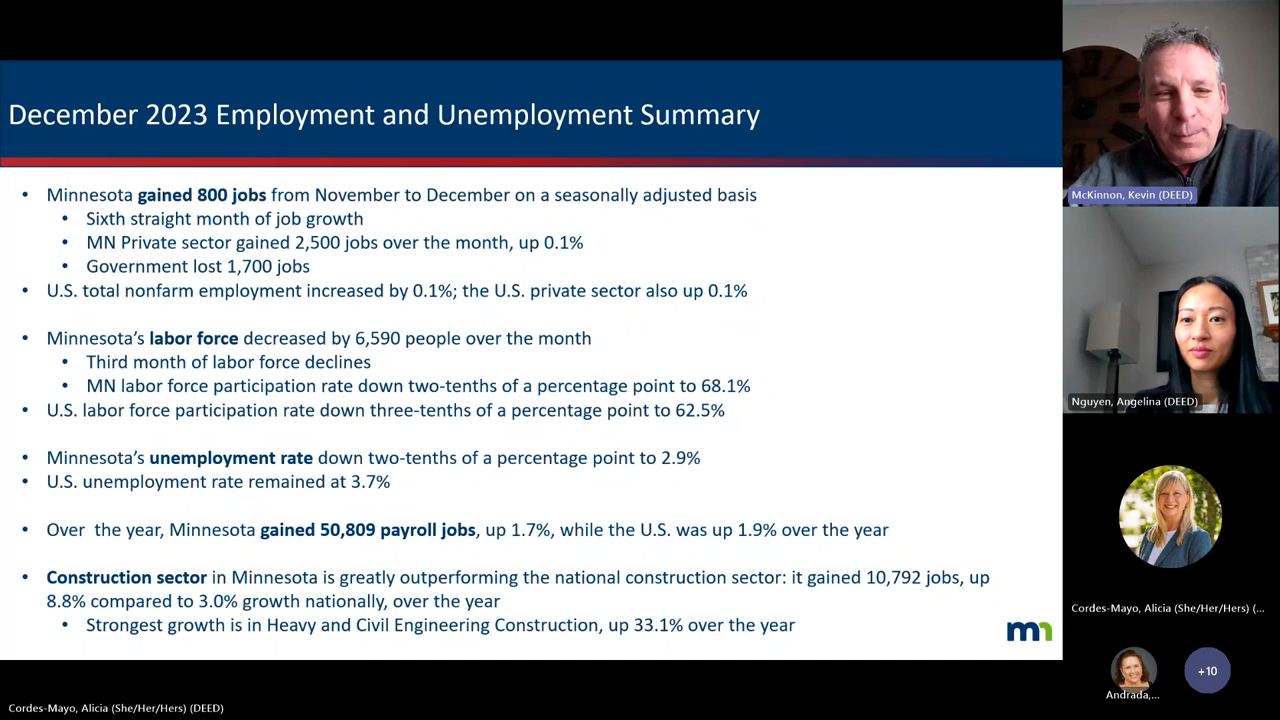 December 2023 Employment and Unemployment Summary
• Minnesota gained 800 jobs from November to December on a seasonally adjusted basis
• Sixth straight month of job growth
• MN Private sector gained 2,500 jobs over the month, up 0.1%
• Government lost 1,700 jobs
• U.S. total nonfarm employment increased by 0.1%; the U.S. private sector also up 0.1%
• Minnesota's labor force decreased by 6,590 people over the month
• Third month of labor force declines
• MN labor force participation rate down two-tenths of a percentage point to 68.1%
• U.S. labor force participation rate down three-tenths of a percentage point to 62.5%
• Minnesota's unemployment rate down two-tenths of a percentage point to 2.9%
• U.S. unemployment rate remained at 3.7%
• Over  the year, Minnesota gained 50,809 payroll jobs, up 1.7%, while the U.S. was up 1.9% over the year
• Construction sector in Minnesota is greatly outperforming the national construction sector: it gained 10,792 jobs, up
8.8% compared to 3.0% growth nationally, over the year
• Strongest growth is in Heavy and Civil Engineering Construction, up 33.1% over the year
mn
McKinnon, Kevin (DEED)
Nguyen, Angelina (DEED)
Cordes-Mayo, Alicia (She/Her/Hers) (...
Andrada,...
+10
Cordes-Mayo, Alicia (She/Her/Hers) (DEED)